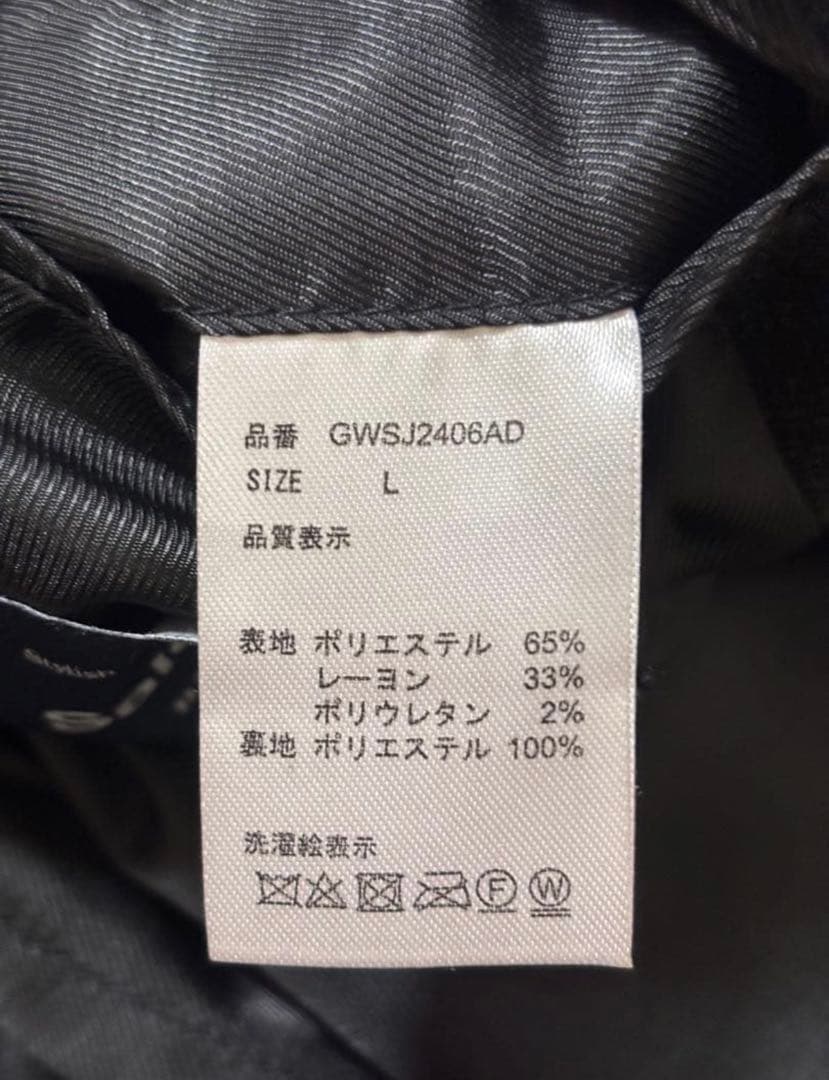 品番 GWSJ2406AD
SIZE L
品質表示
表地 ポリエステル 65%
レーヨン 33%
ポリウレタン 2%
裏地 ポリエステル 100%
洗濯絵表示
F W
Stylish